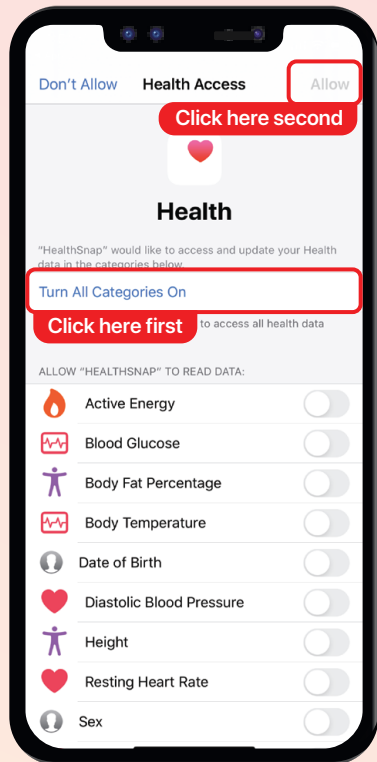 Don't Allow Health Access Allow
Click here second
Health
"HealthSnap" would like to access and update your Health
data in the categories below.
Turn All Categories On
Click here first to access all health data
ALLOW "HEALTHSNAP" TO READ DATA:
Active Energy
Blood Glucose
Body Fat Percentage
Body Temperature
Date of Birth
Diastolic Blood Pressure
Height
Resting Heart Rate
Sex